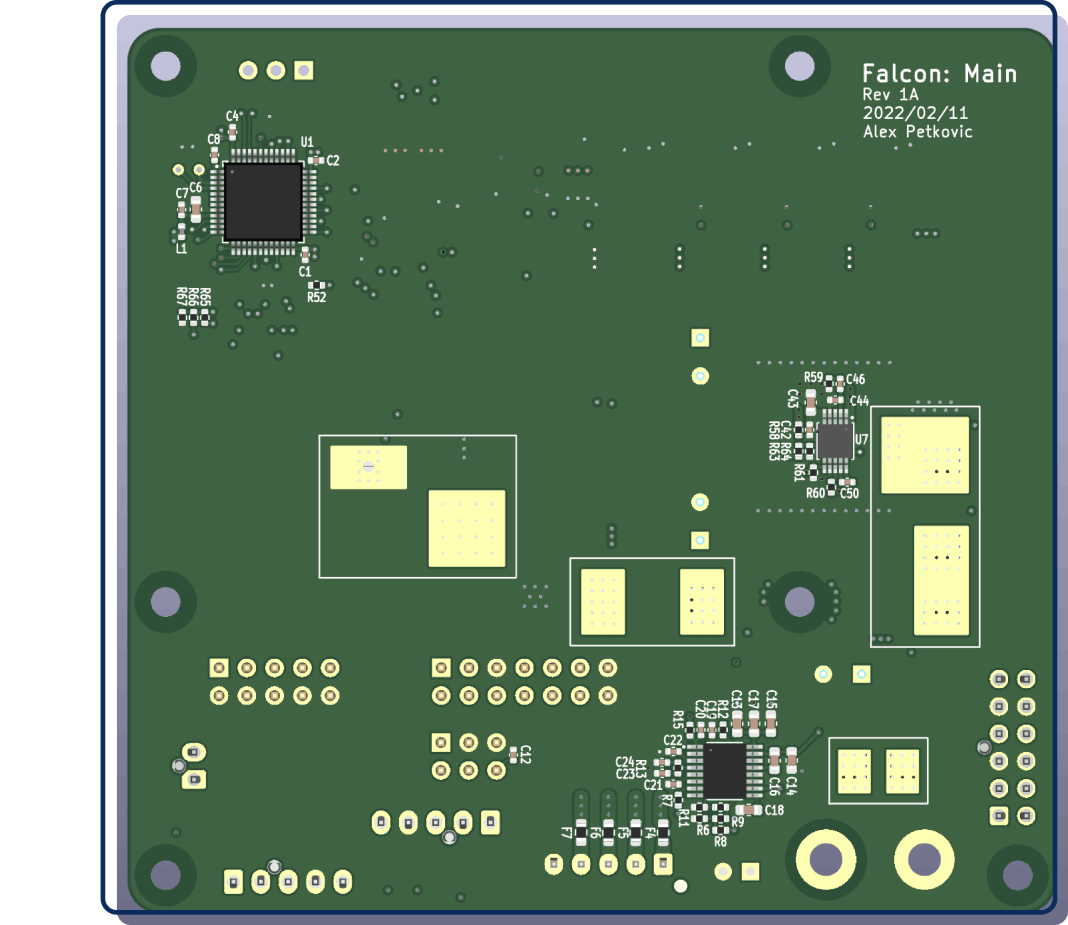 Falcon: Main
Rev 1A
2022/02/11
Alex Petkovic
C4
C8
U1
C2
C7
C6
L1
C1
R52
R67
R66
R65
R59
C46
C43
C44
R58
C42
R63
R64
U7
R61
R60
C50
R15
C20
C19
R12
C13
C17
C15
C22
C12
C24
C23
R13
C21
C16
C14
R7
R11
C18
R6
R9
R8
F7
F6
F5
F4